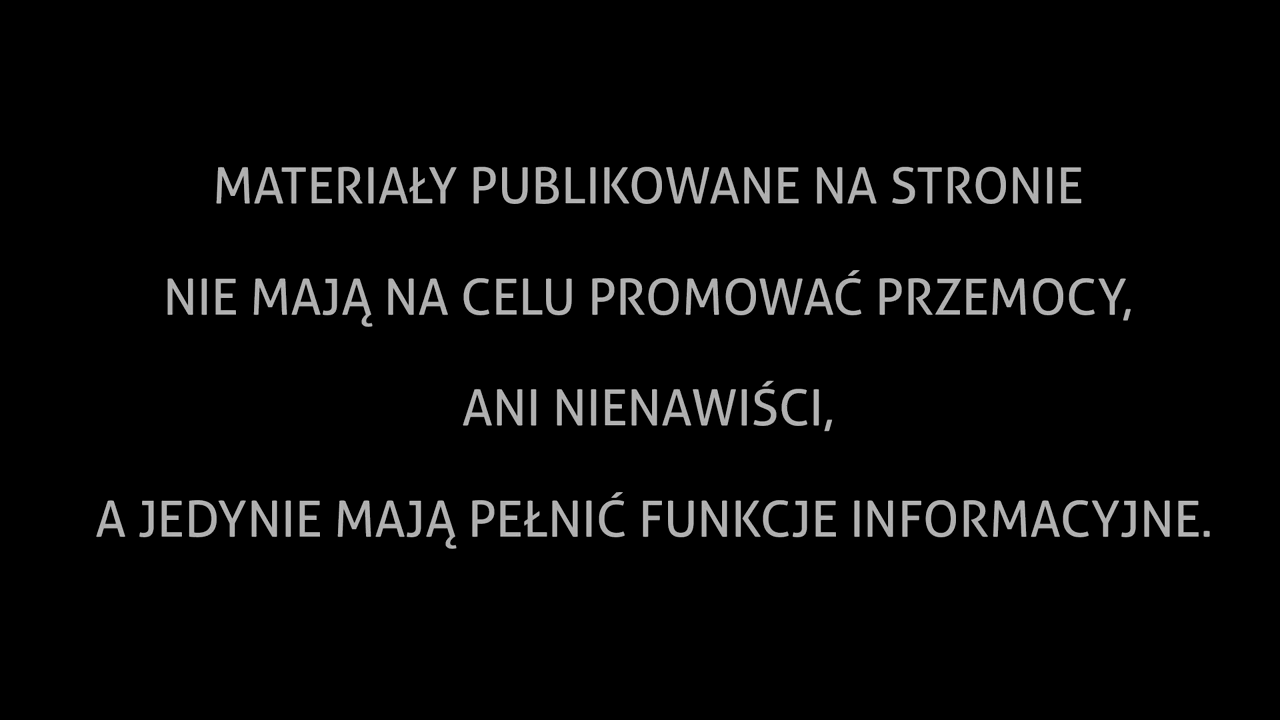 MATERIAŁY PUBLIKOWANE NA STRONIE
NIE MAJĄ NA CELU PROMOWAĆ PRZEMOCY,
ANI NIENAWIŚCI,
A JEDYNIE MAJĄ PEŁNIĆ FUNKCJE INFORMACYJNE.